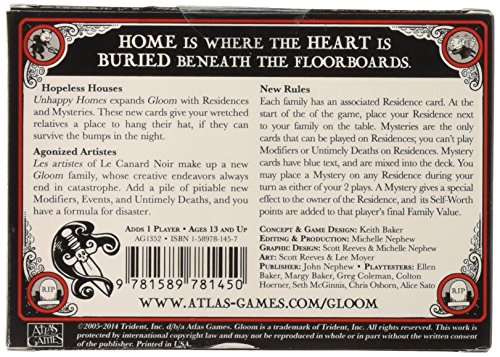 HOME IS WHERE THE HEART IS
BURIED BENEATH THE FLOORBOARDS.
Hopeless Houses
Unhappy Homes expands Gloom with Residences
and Mysteries. These new cards give your wretched
relatives a place to hang their hat, if they can
survive the bumps in the night.
Agonized Artistes
Les artistes of Le Canard Noir make up a new
Gloom family, whose creative endeavors always
end in catastrophe. Add a pile of pitiable new
Modifiers, Events, and Untimely Deaths, and you
have a formula for disaster.
New Rules
Each family has an associated Residence card. At the
start of the of the game, place your Residence next
to your family on the table. Mysteries are the only
cards that can be played on Residences; you can't play
Modifiers or Untimely Deaths on Residences. Mystery
cards have blue text, and are mixed into the deck. You
may play a Mystery on any Residence during your
turn as either of your 2 plays. A Mystery gives a special
effect to the owner of the Residence, and its Self-Worth
points are added to that player's final Family Value.
ADDS 1 PLAYER • AGES 13 AND UP
AG1352 • ISBN 1-58978-145-7
9 781589 781450
CONCEPT & GAME DESIGN: Keith Baker
EDITING & PRODUCTION: Michelle Nephew
GRAPHIC DESIGN: Scott Reeves & Michelle Nephew
ART: Scott Reeves & Lee Moyer
PUBLISHER: John Nephew • PLAYTESTERS: Ellen
Baker, Margy Baker, Greg Coleman, Colton
Hoerner, Seth McGinnis, Chris Osborn, Alice Sato
WWW.ATLAS-GAMES.COM/GLOOM
RIP
RIP
ATLAS
GAMES
©2005-2014 Trident, Inc. d/b/a Atlas Games. Gloom is a trademark of Trident, Inc. All rights reserved. This work is
protected by international copyright law and may not be reproduced in whole or in part without the written consent
of the publisher. Printed in USA.